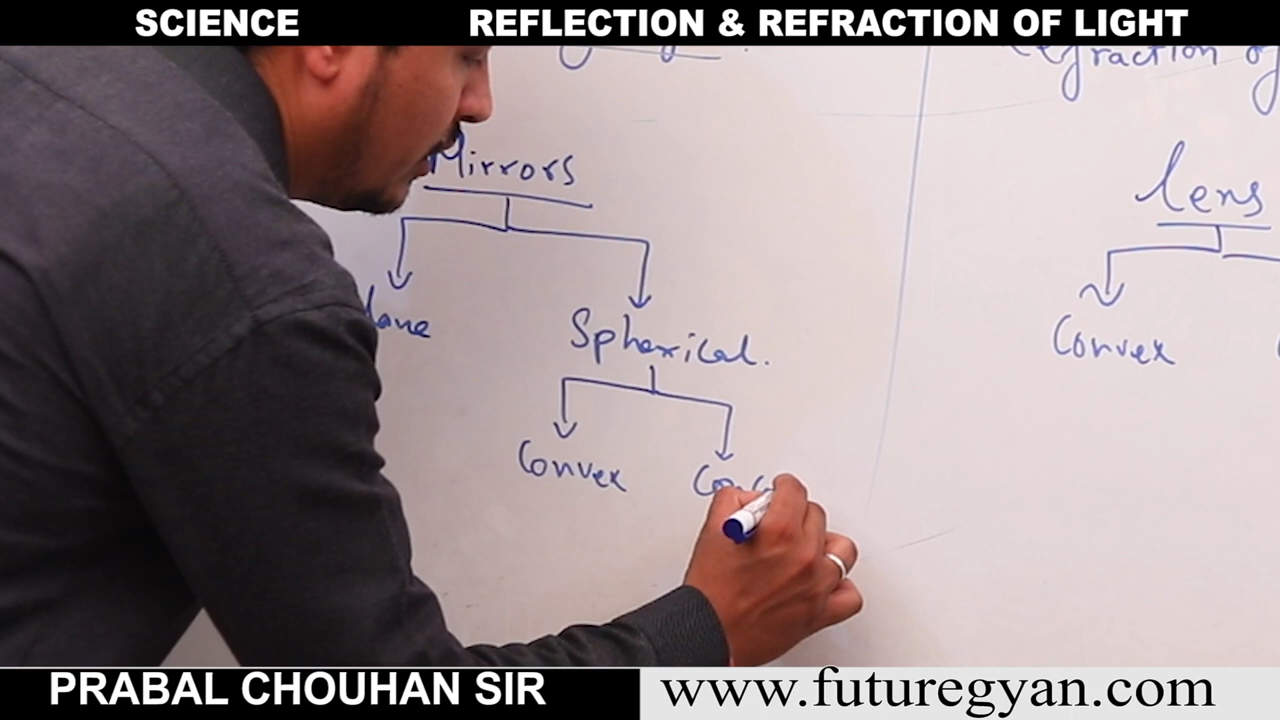 SCIENCE
REFLECTION & REFRACTION OF LIGHT
Mirrors
Spherical.
Convex
lens
Convex
PRABAL CHOUHAN SIR
www.futuregyan.com